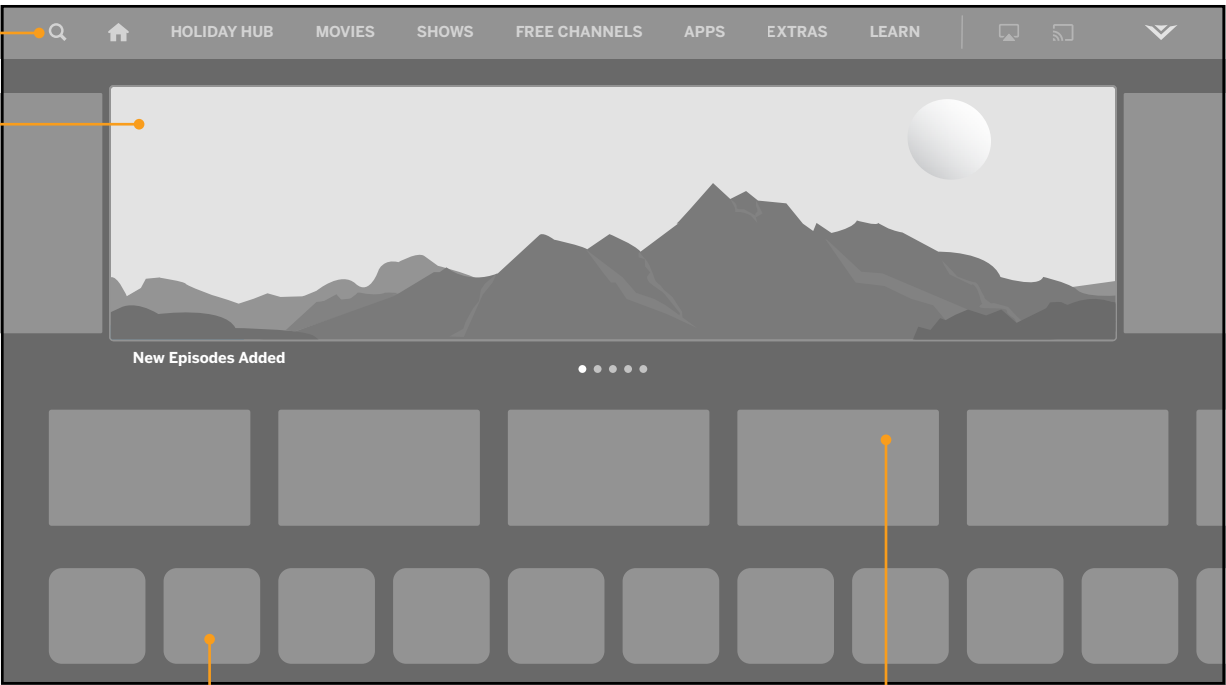 HOLIDAY HUB MOVIES SHOWS FREE CHANNELS APPS EXTRAS LEARN
New Episodes Added